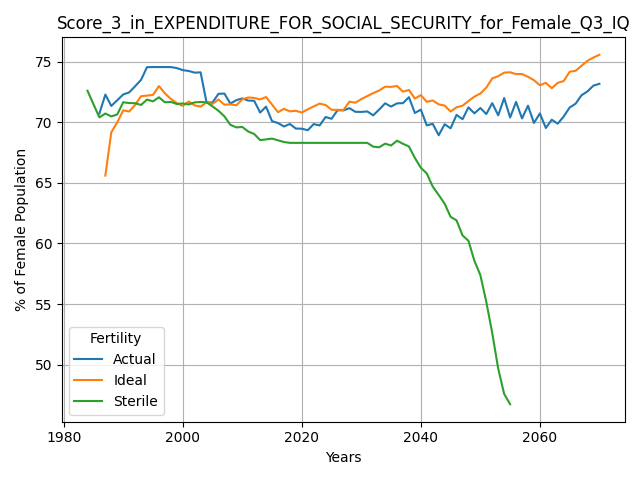 Score_3_in_EXPENDITURE_FOR_SOCIAL_SECURITY_for_Female_Q3_IQ
75
70
65
60
55
50
% of Female Population
Fertility
Actual
Ideal
Sterile
1980
2000
2020
2040
2060
Years